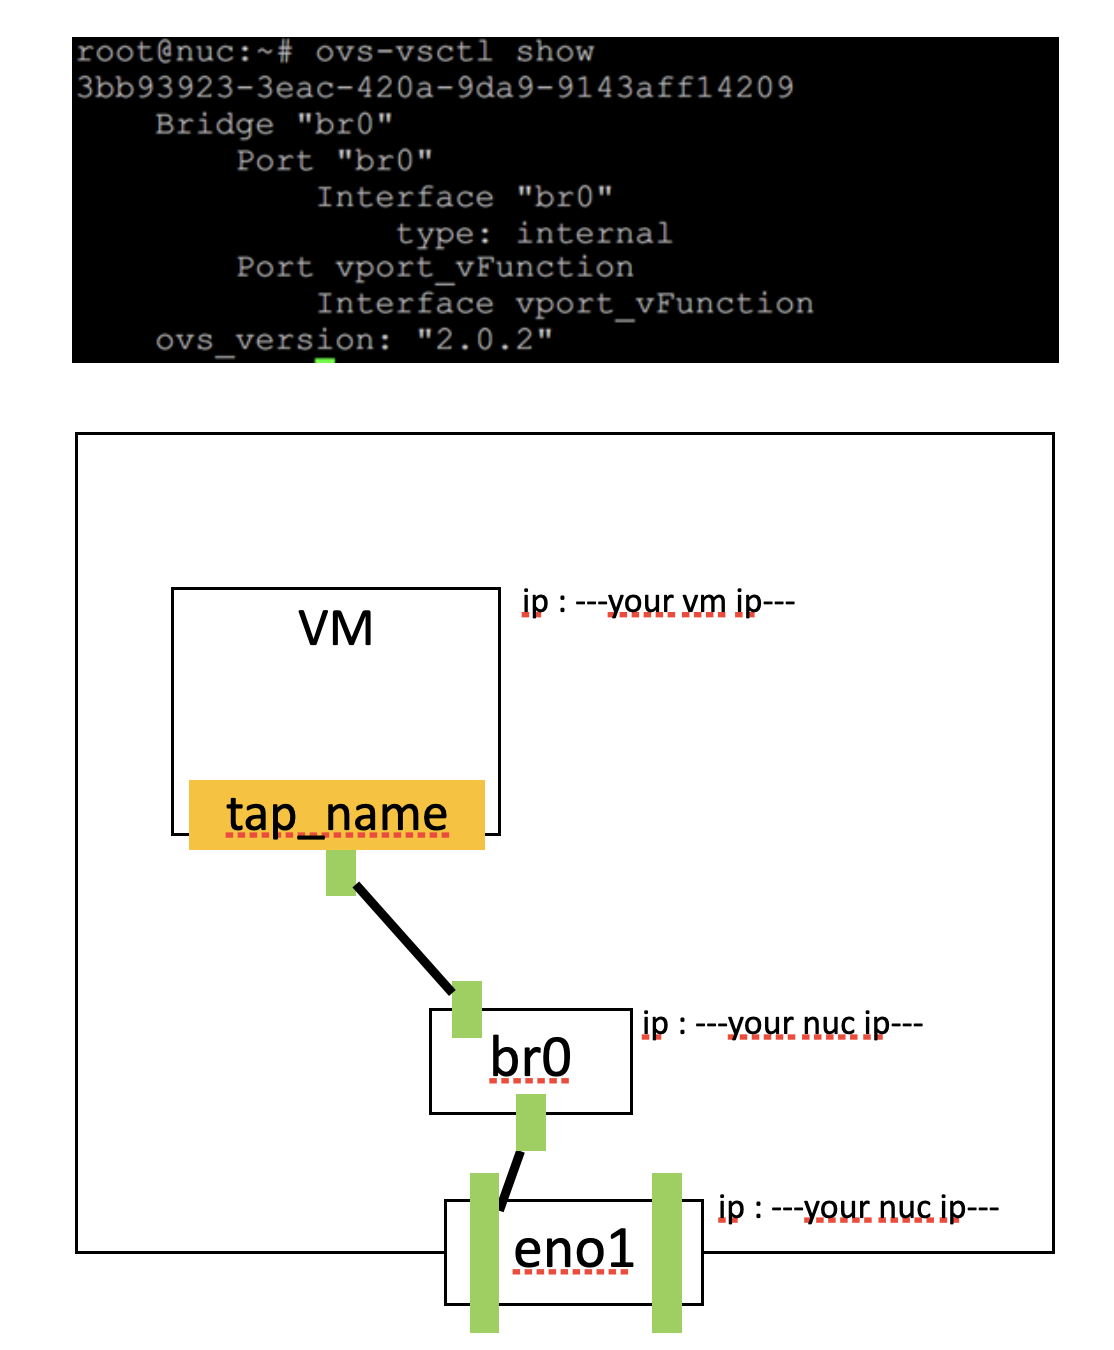 root@nuc:~# ovs-vsctl show
3bb93923-3eac-420a-9da9-9143aff14209
Bridge "br0"
Port "br0"
Interface "br0"
type: internal
Port vport_vFunction
Interface vport_vFunction
ovs_version: "2.0.2"
VM
ip : ---your vm ip---
tap_name
br0
ip : ---your nuc ip---
eno1
ip : ---your nuc ip---